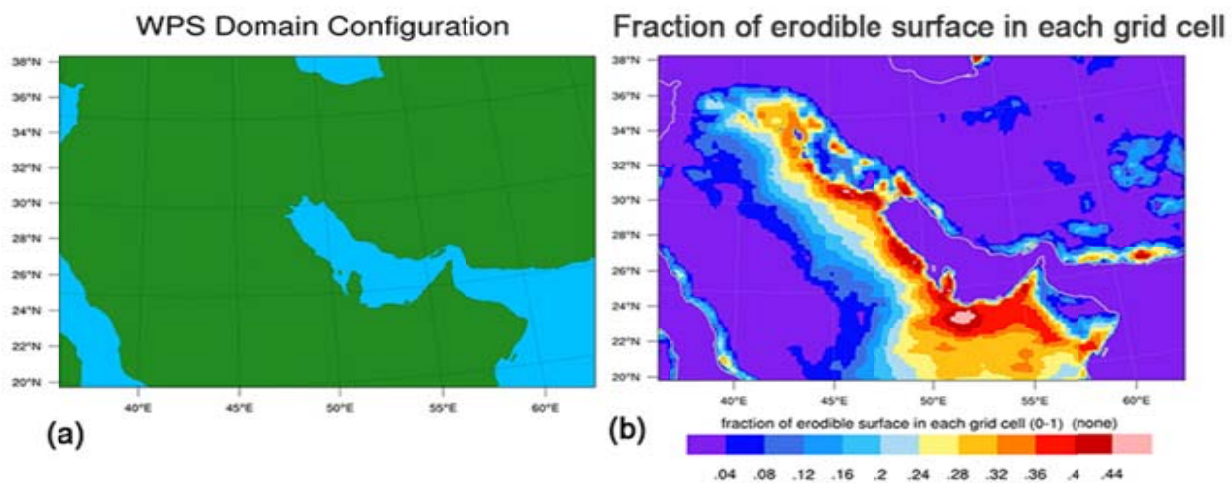 WPS Domain Configuration
38°N
36°N
34°N
32°N
30°N
28°N
26°N
24°N
22°N
20°N
40°E 45°E 50°E 55°E 60°E
(a)
Fraction of erodible surface in each grid cell
38°N
36°N
34°N
32°N
30°N
28°N
26°N
24°N
22°N
20°N
40°E 45°E 50°E 55°E 60°E
(b)
fraction of erodible surface in each grid cell (0-1) (none)
.04 .08 .12 .16 .2 .24 .28 .32 .36 .4 .44